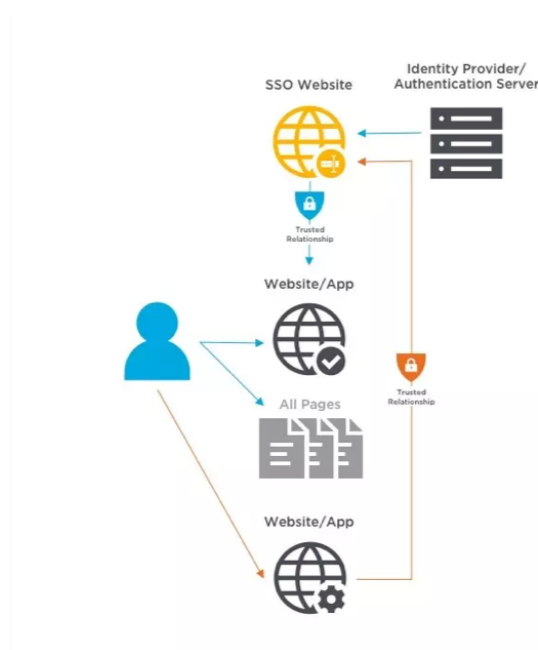 Identity Provider/
Authentication Server
SSO Website
Trusted
Relationship
Website/App
All Pages
Trusted
Relationship
Website/App